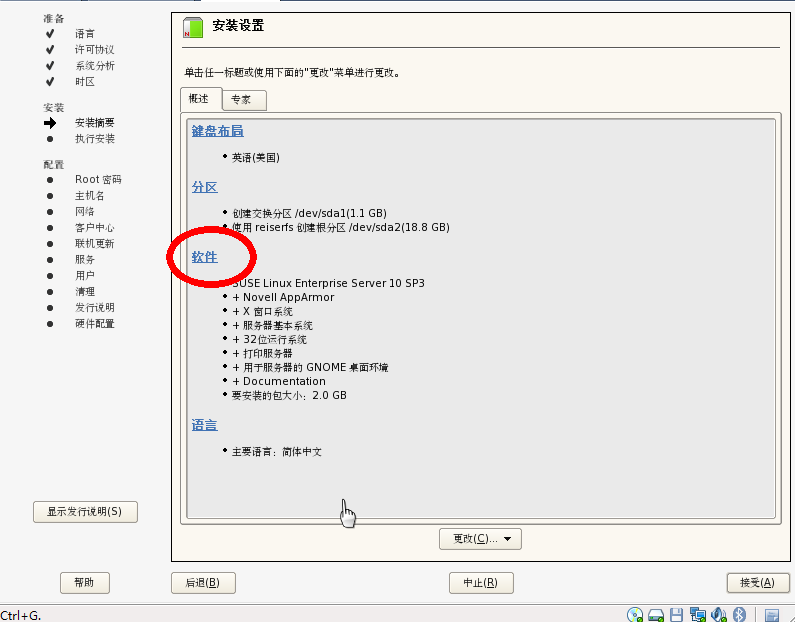 准备
语言
许可协议
系统分析
时区
安装
安装摘要
执行安装
配置
Root 密码
主机名
网络
客户中心
联机更新
服务
用户
清理
发行说明
硬件配置
显示发行说明(S)
帮助
安装设置
单击任一标题或使用下面的"更改"菜单进行更改。
概述
专家
键盘布局
• 英语(美国)
分区
• 创建交换分区 /dev/sda1(1.1 GB)
• 使用 reiserfs 创建根分区 /dev/sda2(18.8 GB)
软件
SUSE Linux Enterprise Server 10 SP3
• + Novell AppArmor
• + X 窗口系统
• + 服务器基本系统
• + 32位运行系统
• + 打印服务器
• + 用于服务器的 GNOME 桌面环境
• + Documentation
• 要安装的包大小：2.0 GB
语言
• 主要语言：简体中文
更改(C)...
后退(B)
中止(R)
接受(A)
Ctrl+G.